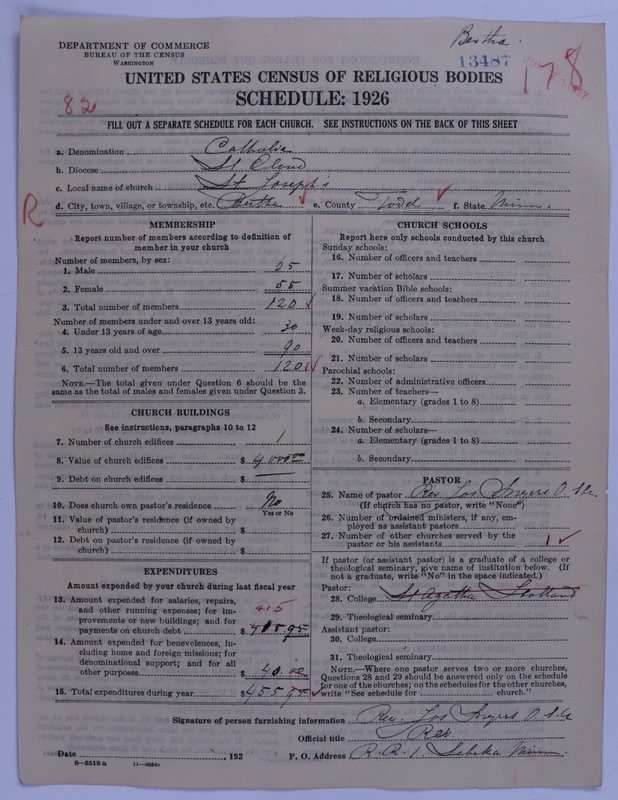 Bertha.
DEPARTMENT OF COMMERCE
BUREAU OF THE CENSUS
WASHINGTON
13487
178
UNITED STATES CENSUS OF RELIGIOUS BODIES
82
SCHEDULE: 1926
FILL OUT A SEPARATE SCHEDULE FOR EACH CHURCH. SEE INSTRUCTIONS ON THE BACK OF THIS SHEET
a. Denomination Catholic
b. Diocese St Cloud
c. Local name of church St Joseph's
R
d. City, town, village, or township, etc. Bertha e. County Todd f. State Minn.
MEMBERSHIP
Report number of members according to definition of
member in your church
Number of members, by sex:
1. Male 65
2. Female 55
3. Total number of members 120
Number of members under and over 13 years old:
4. Under 13 years of age 30
5. 13 years old and over 90
6. Total number of members 120
NOTE.—The total given under Question 6 should be the
same as the total of males and females given under Question 3.
CHURCH BUILDINGS
See instructions, paragraphs 10 to 12
7. Number of church edifices 1
8. Value of church edifices $ 4000.00
9. Debt on church edifices $
10. Does church own pastor's residence No
Yes or No
11. Value of pastor's residence (if owned by
church) $
12. Debt on pastor's residence (if owned by
church) $
EXPENDITURES
Amount expended by your church during last fiscal year
13. Amount expended for salaries, repairs,
and other running expenses; for im-
provements or new buildings; and for
payments on church debt $ 415.95
415
14. Amount expended for benevolences, in-
cluding home and foreign missions; for
denominational support; and for all
other purposes $ 40.00
15. Total expenditures during year $ 455.95
CHURCH SCHOOLS
Report here only schools conducted by this church
Sunday schools:
16. Number of officers and teachers
17. Number of scholars
Summer vacation Bible schools:
18. Number of officers and teachers
19. Number of scholars
Week-day religious schools:
20. Number of officers and teachers
21. Number of scholars
Parochial schools:
22. Number of administrative officers
23. Number of teachers—
a. Elementary (grades 1 to 8)
b. Secondary
24. Number of scholars—
a. Elementary (grades 1 to 8)
b. Secondary
PASTOR
25. Name of pastor Rev. Jos
(If church has no pastor, write "None")
26. Number of ordained ministers, if any, em-
ployed as assistant pastors
27. Number of other churches served by the
pastor or his assistants 1
If pastor (or assistant pastor) is a graduate of a college or
theological seminary, give name of institution below. (If
not a graduate, write "No" in the space indicated.)
Pastor:
28. College St Agatha
29. Theological seminary
Assistant pastor:
30. College
31. Theological seminary
NOTE.—Where one pastor serves two or more churches,
Questions 28 and 29 should be answered only on the schedule
for one of the churches; on the schedules for the other churches,
write "See schedule for church."
Signature of person furnishing information Rev. Jos
Official title Rev
Date , 192 P. O. Address R.R. 1. Sebeka Minn.
6—5518a 11—9054a